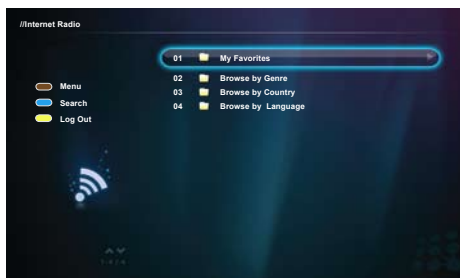 //Internet Radio
01 My Favorites
02 Browse by Genre
03 Browse by Country
04 Browse by Language
Menu
Search
Log Out